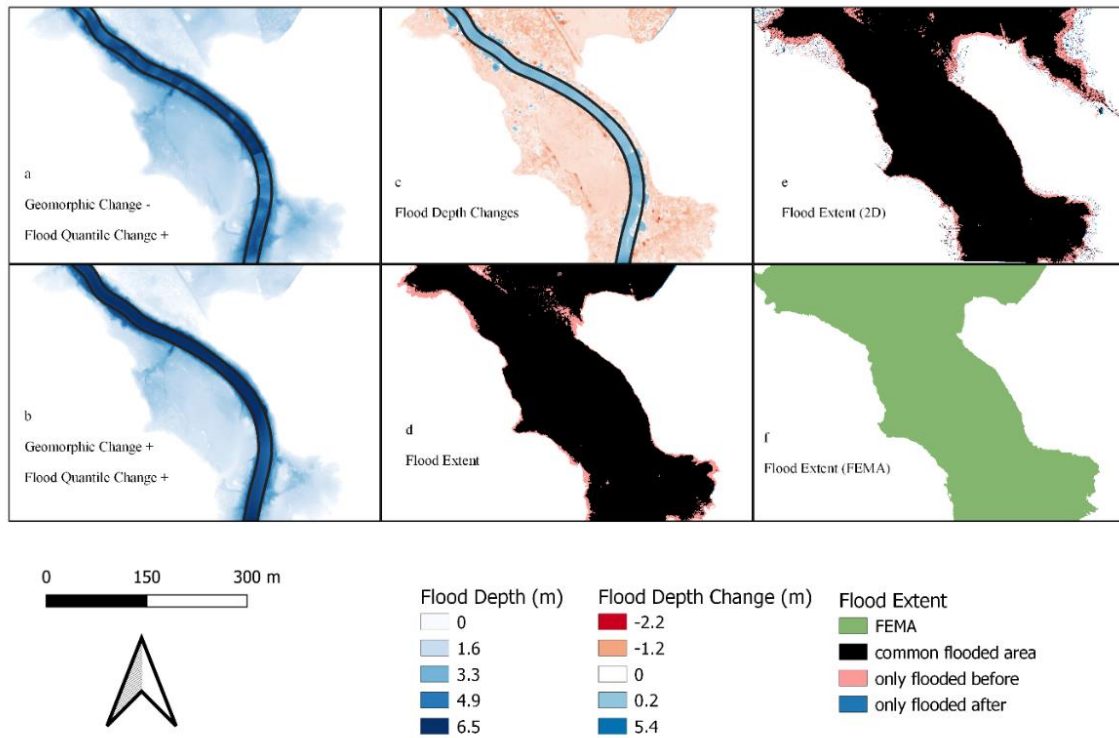 a
Geomorphic Change -
Flood Quantile Change +
c
Flood Depth Changes
e
Flood Extent (2D)
b
Geomorphic Change +
Flood Quantile Change +
d
Flood Extent
f
Flood Extent (FEMA)
0 150 300 m
Flood Depth (m)
0
1.6
3.3
4.9
6.5
Flood Depth Change (m)
-2.2
-1.2
0
0.2
5.4
Flood Extent
FEMA
common flooded area
only flooded before
only flooded after